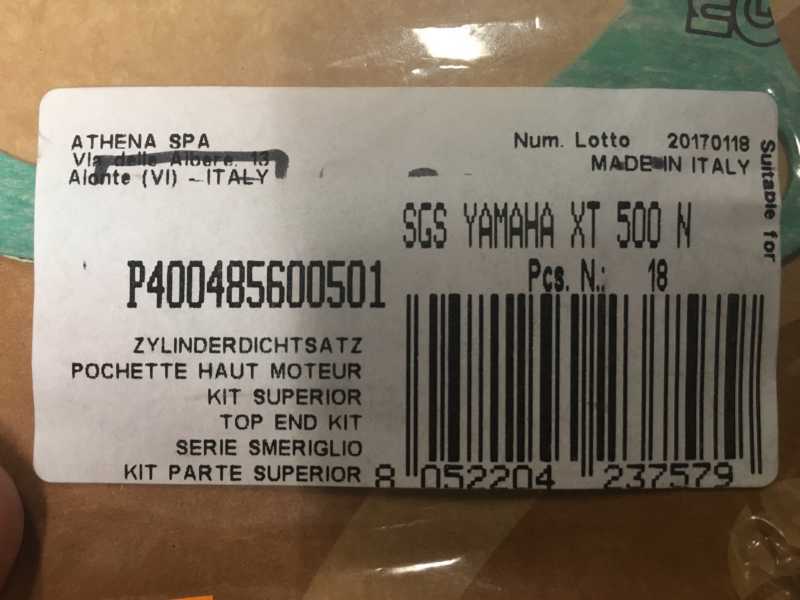 ATHENA SPA
Via delle Albere, 13
Alonte (VI) - ITALY
Num. Lotto 20170118
MADE IN ITALY
Suitable for
SGS YAMAHA XT 500 N
Pcs. N.: 18
P400485600501
ZYLINDERDICHTSATZ
POCHETTE HAUT MOTEUR
KIT SUPERIOR
TOP END KIT
SERIE SMERIGLIO
KIT PARTE SUPERIOR
8 052204 237579